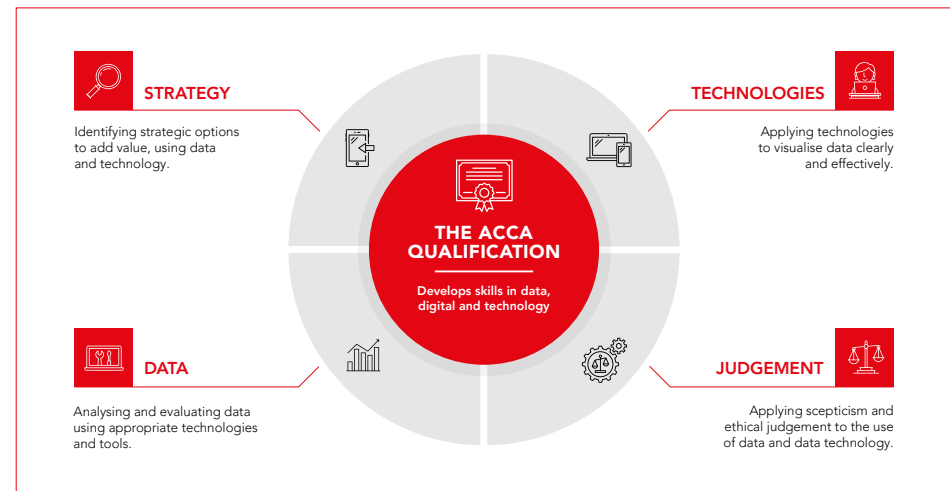 STRATEGY
Identifying strategic options
to add value, using data
and technology.
TECHNOLOGIES
Applying technologies
to visualise data clearly
and effectively.
THE ACCA
QUALIFICATION
Develops skills in data,
digital and technology
DATA
Analysing and evaluating data
using appropriate technologies
and tools.
JUDGEMENT
Applying scepticism and
ethical judgement to the use
of data and data technology.